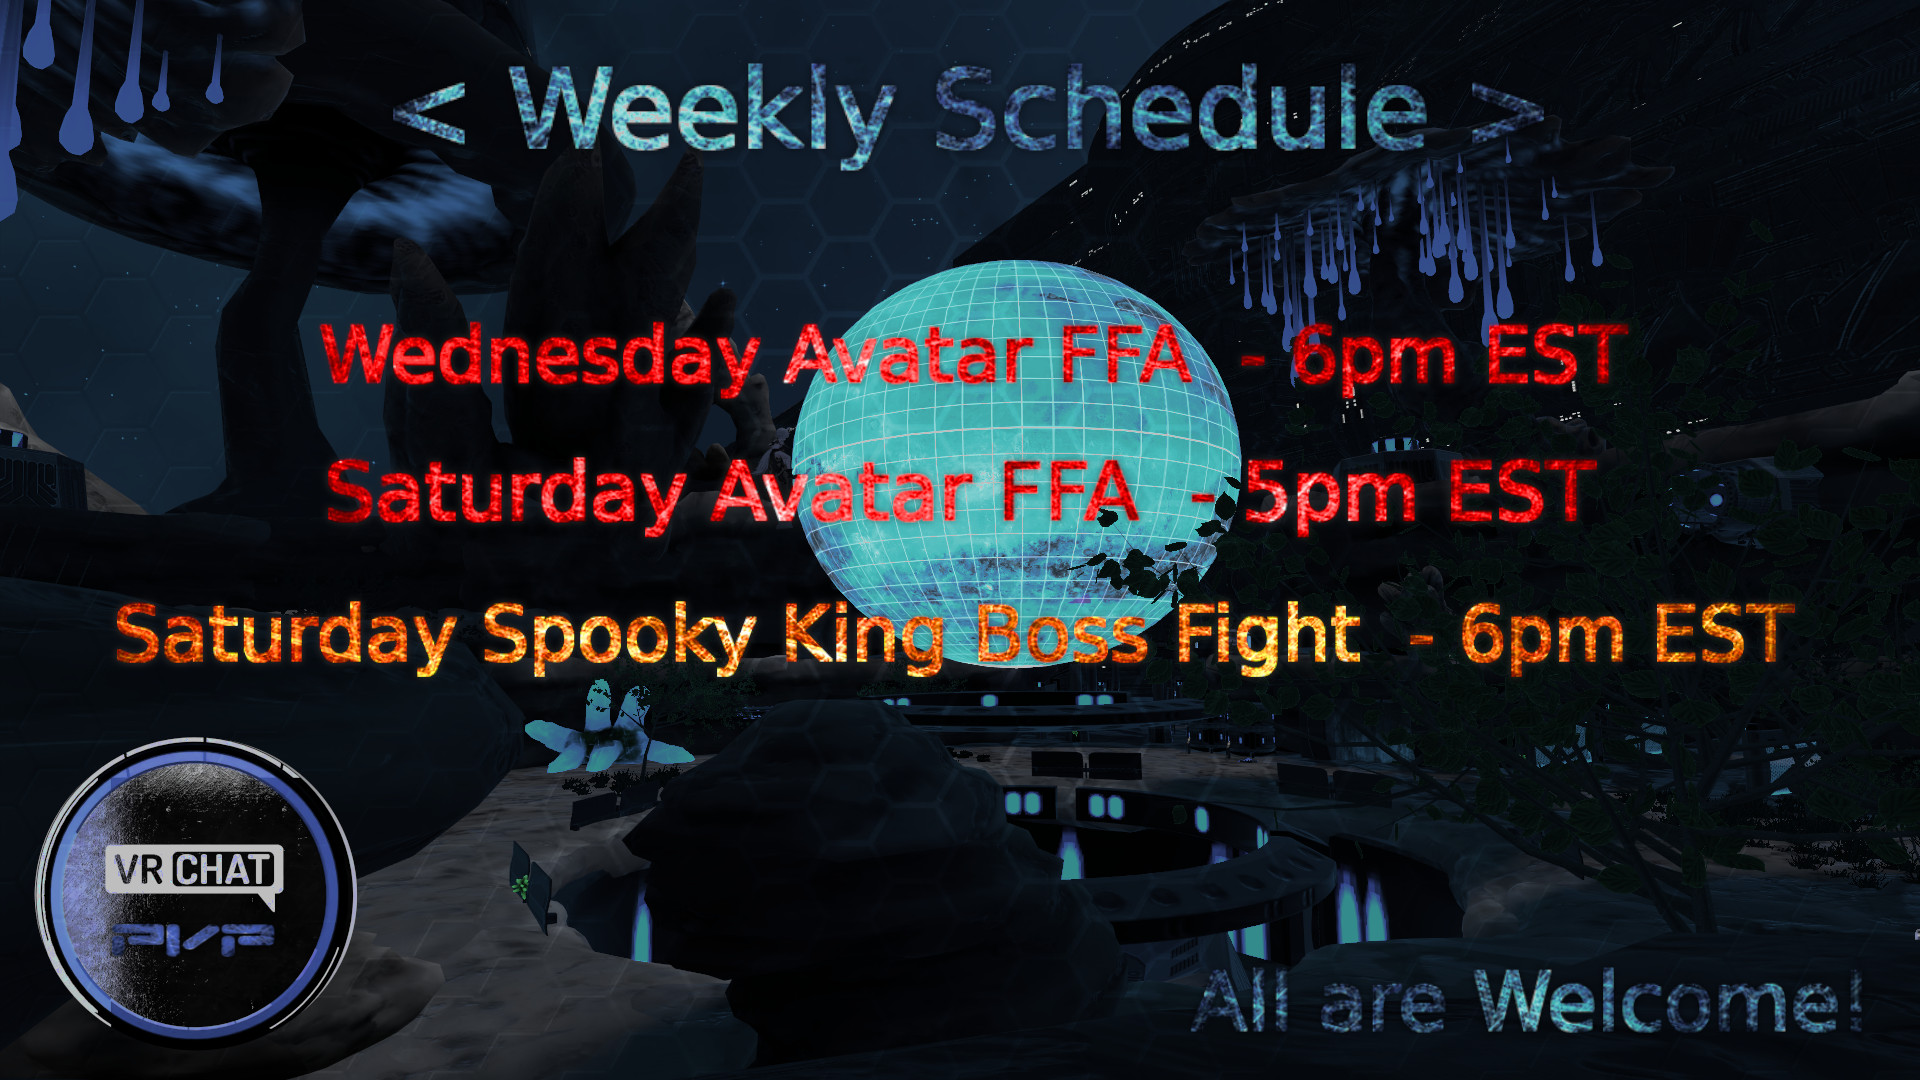 < Weekly Schedule >
Wednesday Avatar FFA - 6pm EST
Saturday Avatar FFA - 5pm EST
Saturday Spooky King Boss Fight - 6pm EST
VR CHAT
PVP
All are Welcome!